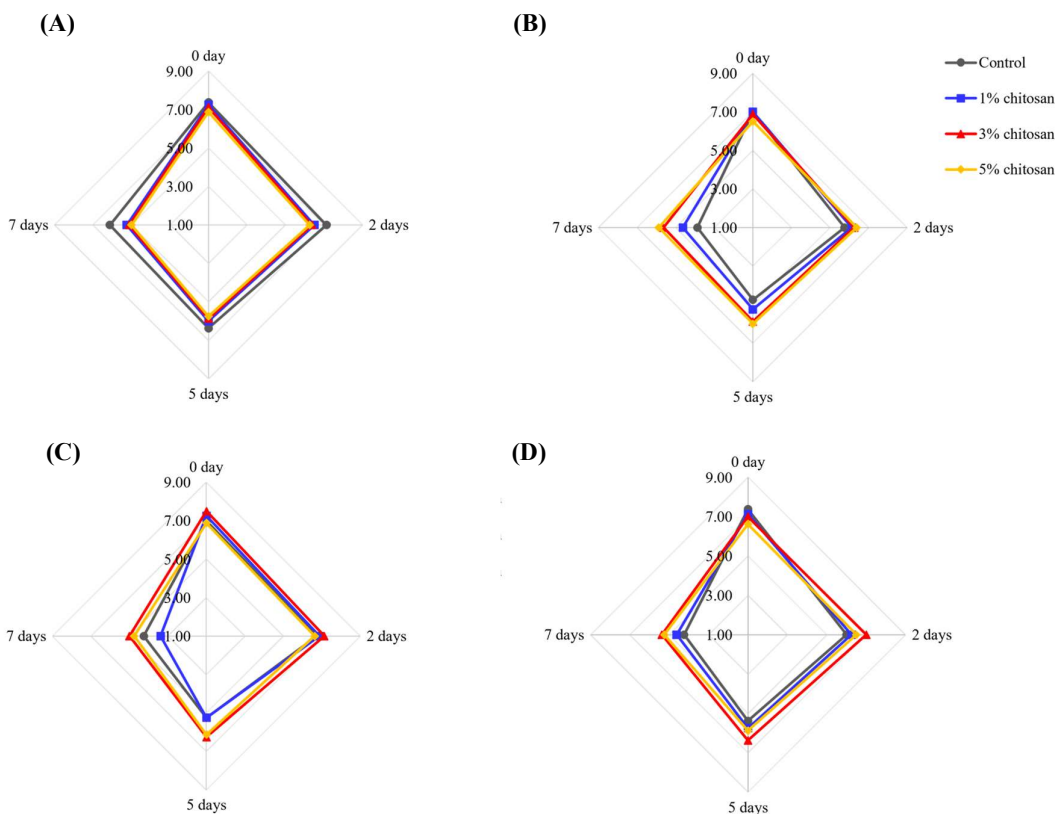 (A)
0 day
9.00
7.00
5.00
3.00
1.00
7 days
2 days
5 days
(B)
0 day
9.00
7.00
5.00
3.00
1.00
7 days
2 days
5 days
Control
1% chitosan
3% chitosan
5% chitosan
(C)
0 day
9.00
7.00
5.00
3.00
1.00
7 days
2 days
5 days
(D)
0 day
9.00
7.00
5.00
3.00
1.00
7 days
2 days
5 days